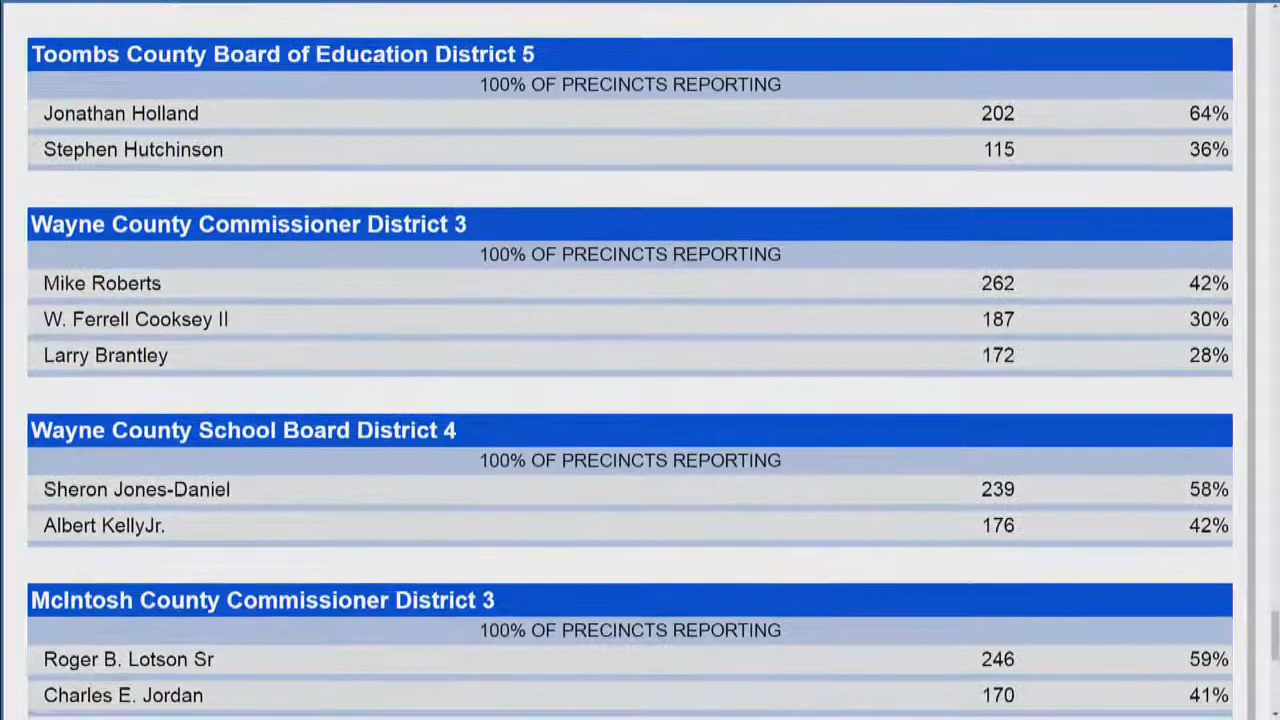 Toombs County Board of Education District 5
100% OF PRECINCTS REPORTING
Jonathan Holland 202 64%
Stephen Hutchinson 115 36%
Wayne County Commissioner District 3
100% OF PRECINCTS REPORTING
Mike Roberts 262 42%
W. Ferrell Cooksey II 187 30%
Larry Brantley 172 28%
Wayne County School Board District 4
100% OF PRECINCTS REPORTING
Sheron Jones-Daniel 239 58%
Albert KellyJr. 176 42%
McIntosh County Commissioner District 3
100% OF PRECINCTS REPORTING
Roger B. Lotson Sr 246 59%
Charles E. Jordan 170 41%